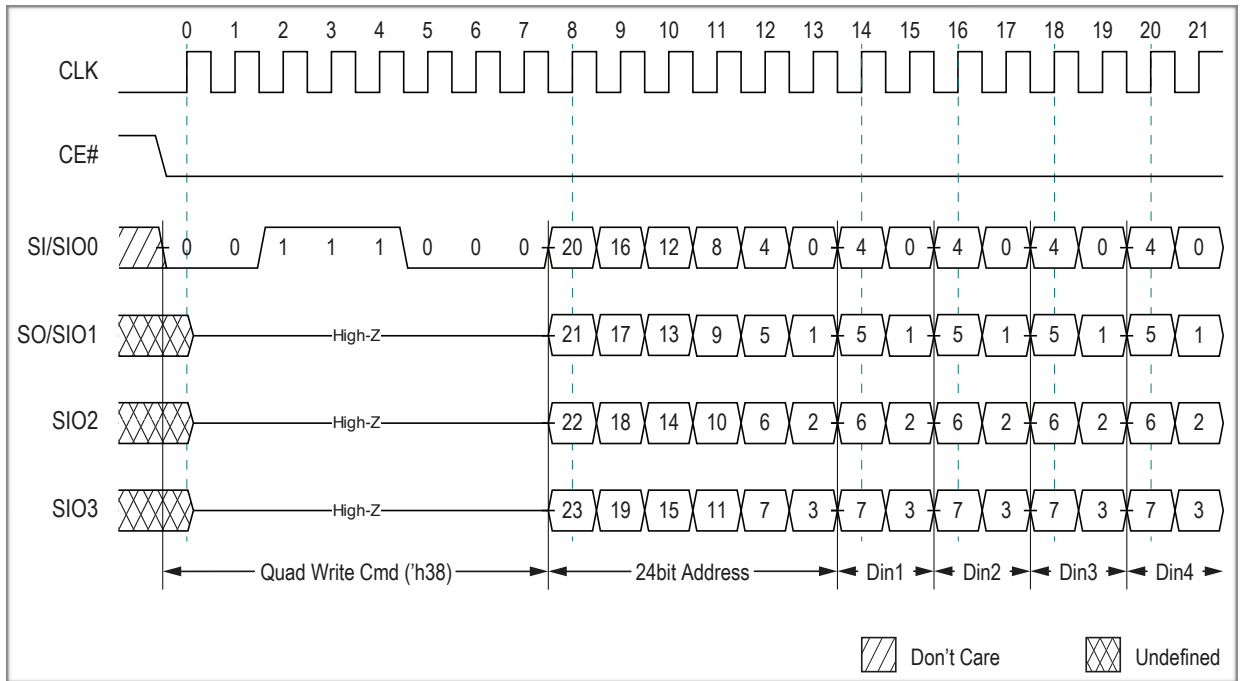 0 1 2 3 4 5 6 7 8 9 10 11 12 13 14 15 16 17 18 19 20 21
CLK
CE#
SI/SIO0 0 0 1 1 1 0 0 0 20 16 12 8 4 0 4 0 4 0 4 0 4 0
SO/SIO1 High-Z 21 17 13 9 5 1 5 1 5 1 5 1 5 1
SIO2 High-Z 22 18 14 10 6 2 6 2 6 2 6 2 6 2
SIO3 High-Z 23 19 15 11 7 3 7 3 7 3 7 3 7 3
Quad Write Cmd ('h38) 24bit Address Din1 Din2 Din3 Din4
Don't Care Undefined